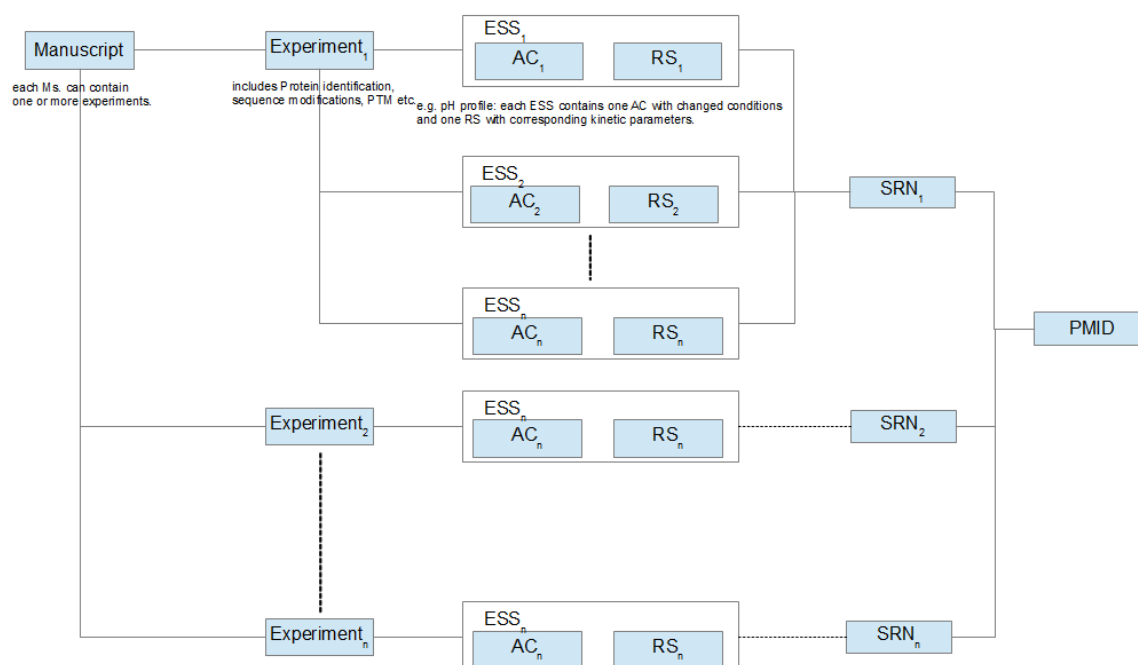 Manuscript
each Ms. can contain
one or more experiments.
Experiment₁
includes Protein identification,
sequence modifications, PTM etc.
ESS₁
AC₁
RS₁
e.g. pH profile: each ESS contains one AC with changed conditions
and one RS with corresponding kinetic parameters.
ESS₂
AC₂
RS₂
SRN₁
ESSₙ
ACₙ
RSₙ
PMID
Experiment₂
ESSₙ
ACₙ
RSₙ
SRN₂
Experimentₙ
ESSₙ
ACₙ
RSₙ
SRNₙ